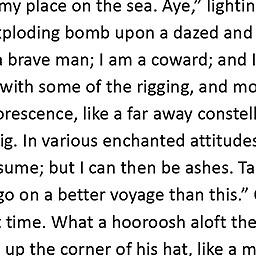 my place on the sea. Aye,” lightin
xploding bomb upon a dazed and
a brave man; I am a coward; and I
with some of the rigging, and mo
orescence, like a far away constell
ig. In various enchanted attitudes
sume; but I can then be ashes. Ta
go on a better voyage than this.”
time. What a hooroosh aloft the
up the corner of his hat, like a m